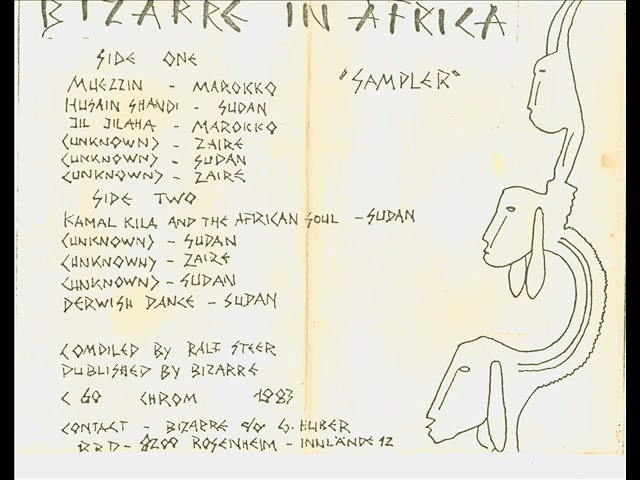 BIZARRE IN AFRICA
SIDE ONE
"SAMPLER"
MUEZZIN - MAROKKO
HUSAIN SHANDI - SUDAN
JIL JILAHA - MAROKKO
(UNKNOWN) - ZAIRE
(UNKNOWN) - SUDAN
(UNKNOWN) - ZAIRE
SIDE TWO
KAMAL KILA AND THE AFRICAN SOUL - SUDAN
(UNKNOWN) - SUDAN
(UNKNOWN) - ZAIRE
(UNKNOWN) - SUDAN
DERWISH DANCE - SUDAN
COMPILED BY RALF STEER
PUBLISHED BY BIZARRE
C 60 CHROM 1983
CONTACT - BIZARRE c/o G. HUBER
BRD - 8200 ROSENHEIM - INNLÄNDE 12